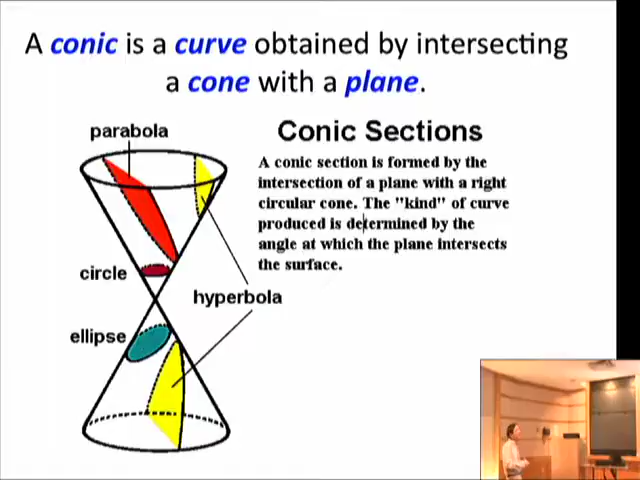 A conic is a curve obtained by intersecting
a cone with a plane.
parabola
Conic Sections
A conic section is formed by the
intersection of a plane with a right
circular cone. The "kind" of curve
produced is determined by the
angle at which the plane intersects
the surface.
circle
hyperbola
ellipse